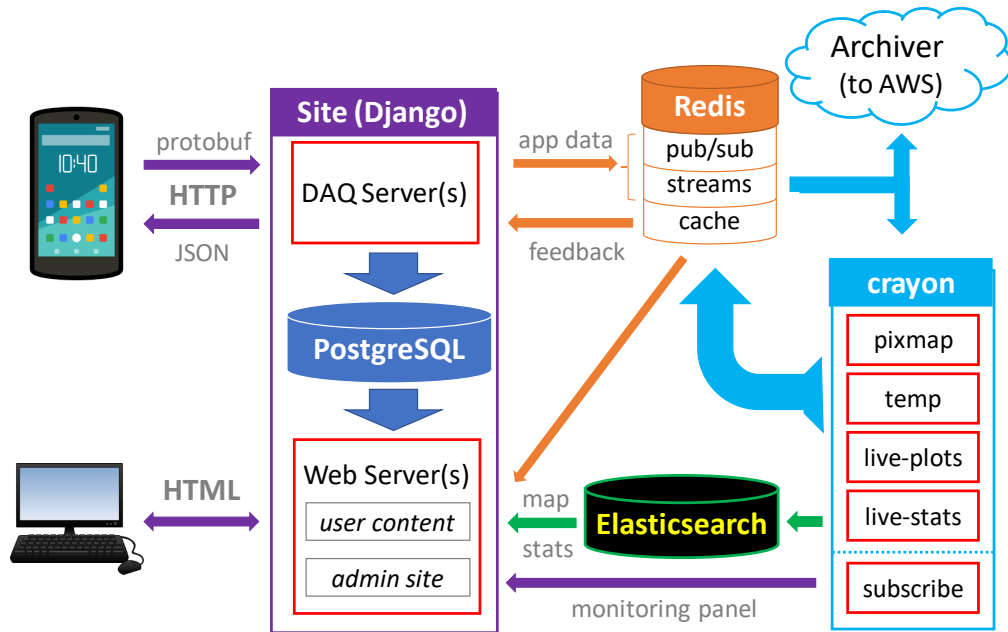 Archiver
(to AWS)
Redis
pub/sub
streams
cache
Site (Django)
DAQ Server(s)
PostgreSQL
Web Server(s)
user content
admin site
10:40
protobuf
HTTP
JSON
app data
feedback
HTML
map
stats
Elasticsearch
monitoring panel
crayon
pixmap
temp
live-plots
live-stats
subscribe